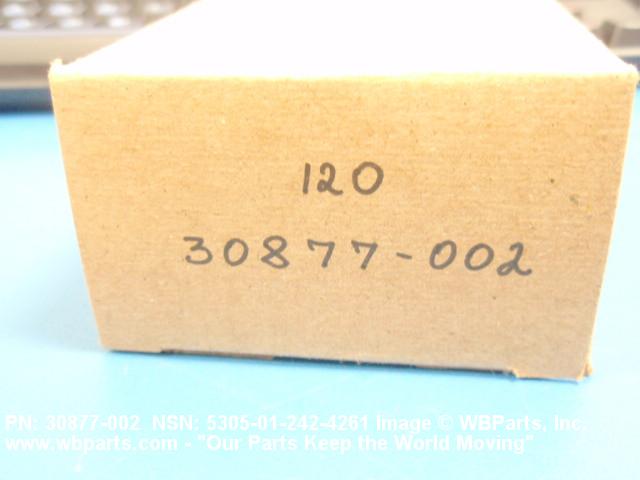 120
30877-002
PN: 30877-002 NSN: 5305-01-242-4261 Image © WBParts, Inc.
www.wbparts.com - "Our Parts Keep the World Moving"